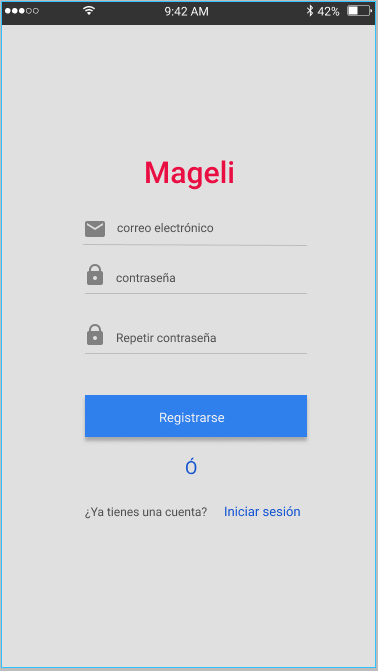 9:42 AM 42%
Mageli
correo electrónico
contraseña
Repetir contraseña
Registrarse
Ó
¿Ya tienes una cuenta? Iniciar sesión